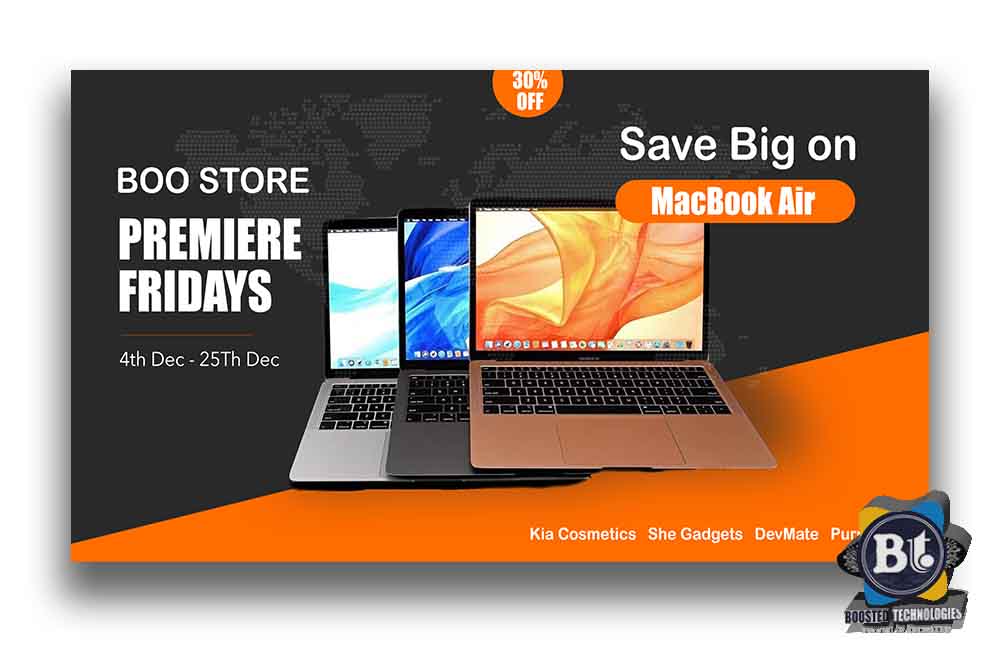 30%
OFF
Save Big on
MacBook Air
BOO STORE
PREMIERE
FRIDAYS
4th Dec - 25Th Dec
Kia Cosmetics She Gadgets DevMate
Bt.
BOOSTED TECHNOLOGIES